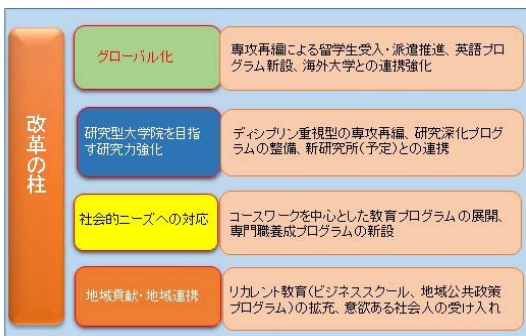 改革の柱
グローバル化
専攻再編による留学生受入・派遣推進、英語プロ
グラム新設、海外大学との連携強化
研究型大学院を目指
す研究力強化
ディシプリン重視型の専攻再編、研究深化プログ
ラムの整備、新研究所(予定)との連携
社会的ニーズへの対応
コースワークを中心とした教育プログラムの展開、
専門職養成プログラムの新設
地域貢献・地域連携
リカレント教育(ビジネススクール、地域公共政策
プログラム)の拡充、意欲ある社会人の受け入れ